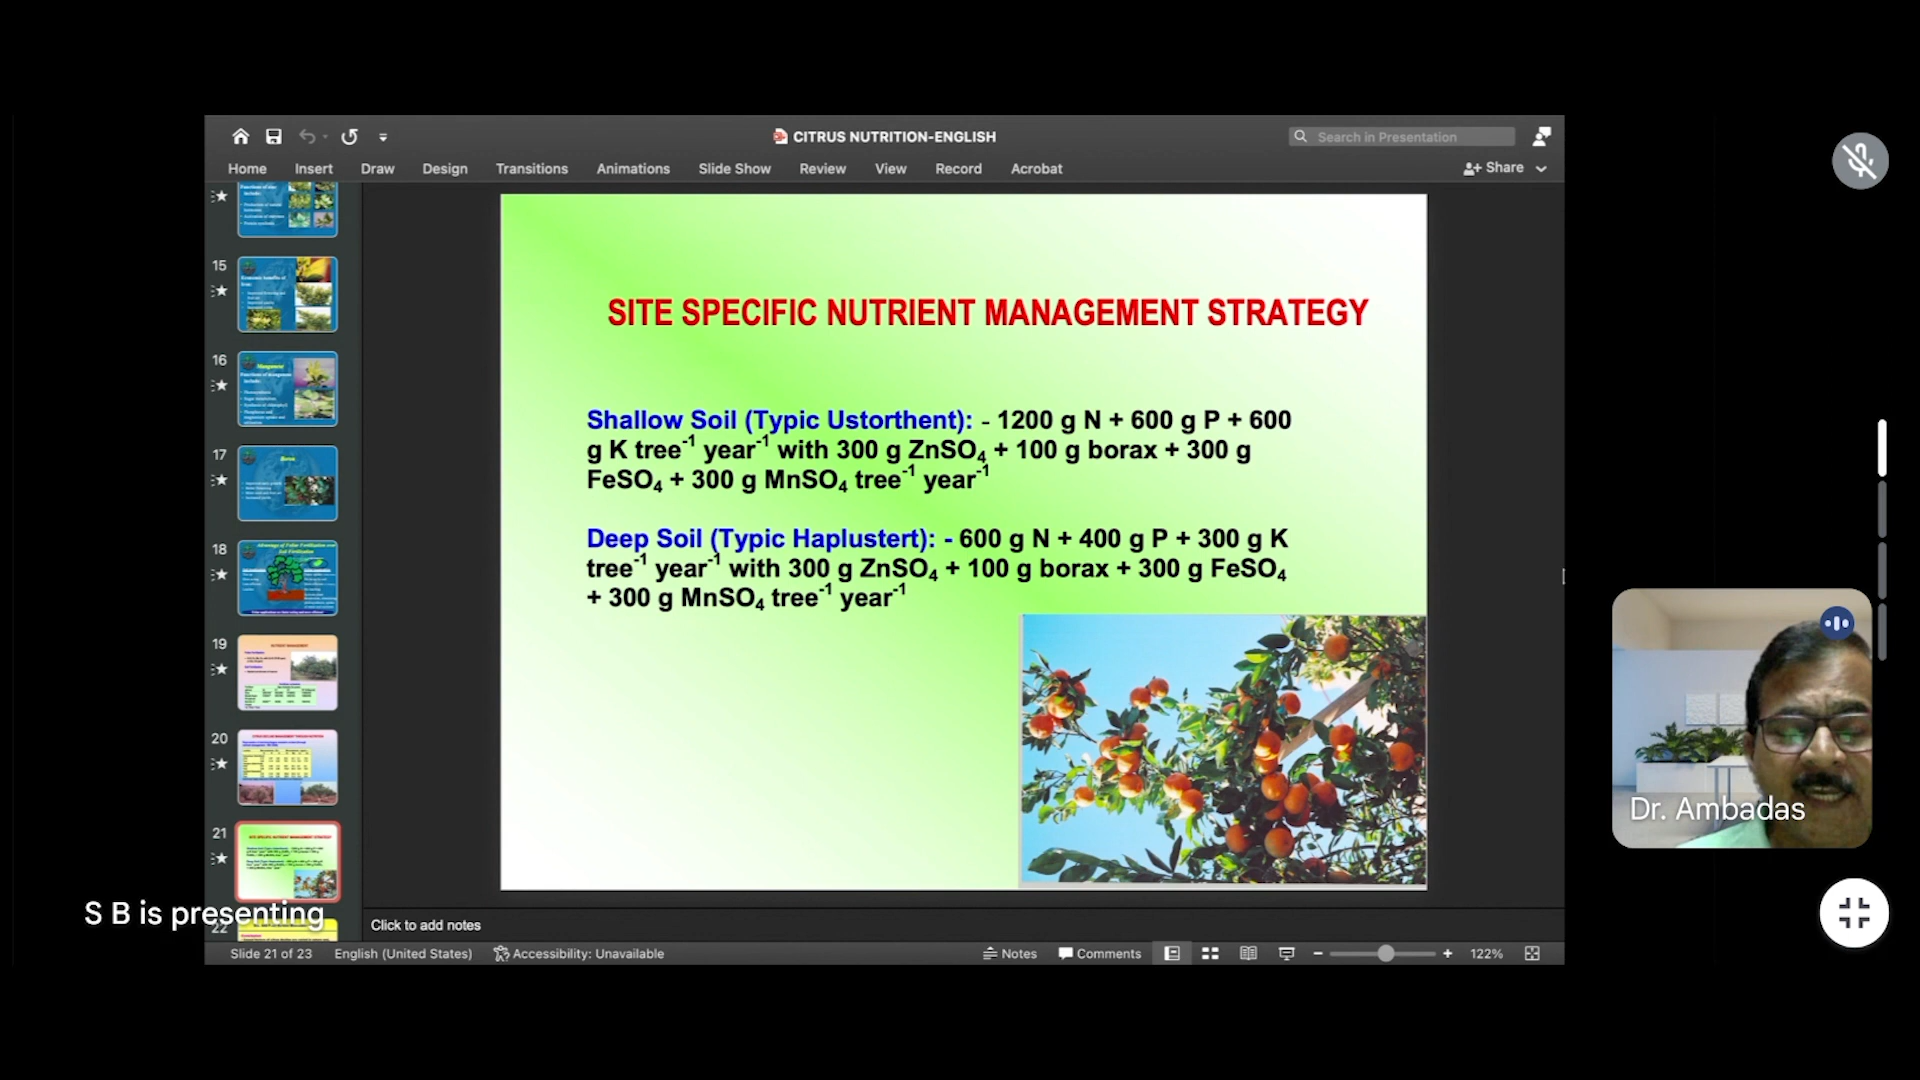 CITRUS NUTRITION-ENGLISH
Search in Presentation
Home Insert Draw Design Transitions Animations Slide Show Review View Record Acrobat
Share
15
16
17
18
19
20
21
22
SITE SPECIFIC NUTRIENT MANAGEMENT STRATEGY
Shallow Soil (Typic Ustorthent): - 1200 g N + 600 g P + 600
g K tree⁻¹ year⁻¹ with 300 g ZnSO₄ + 100 g borax + 300 g
FeSO₄ + 300 g MnSO₄ tree⁻¹ year⁻¹
Deep Soil (Typic Haplustert): - 600 g N + 400 g P + 300 g K
tree⁻¹ year⁻¹ with 300 g ZnSO₄ + 100 g borax + 300 g FeSO₄
+ 300 g MnSO₄ tree⁻¹ year⁻¹
Dr. Ambadas
S B is presenting
Click to add notes
Slide 21 of 23 English (United States) Accessibility: Unavailable Notes Comments 122%